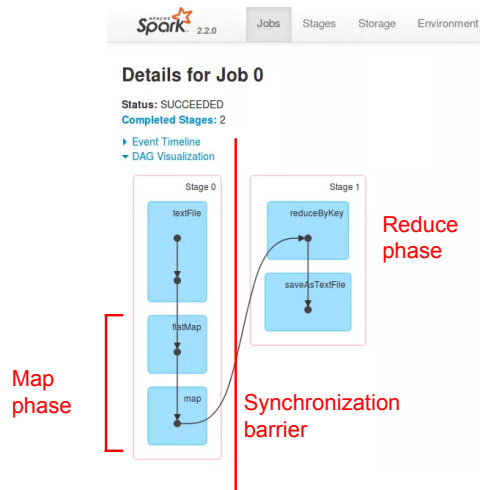 APACHE
Spark 2.2.0
Jobs Stages Storage Environment
Details for Job 0
Status: SUCCEEDED
Completed Stages: 2
Event Timeline
DAG Visualization
Stage 0
textFile
flatMap
map
Stage 1
reduceByKey
saveAsTextFile
Reduce
phase
Map
phase
Synchronization
barrier